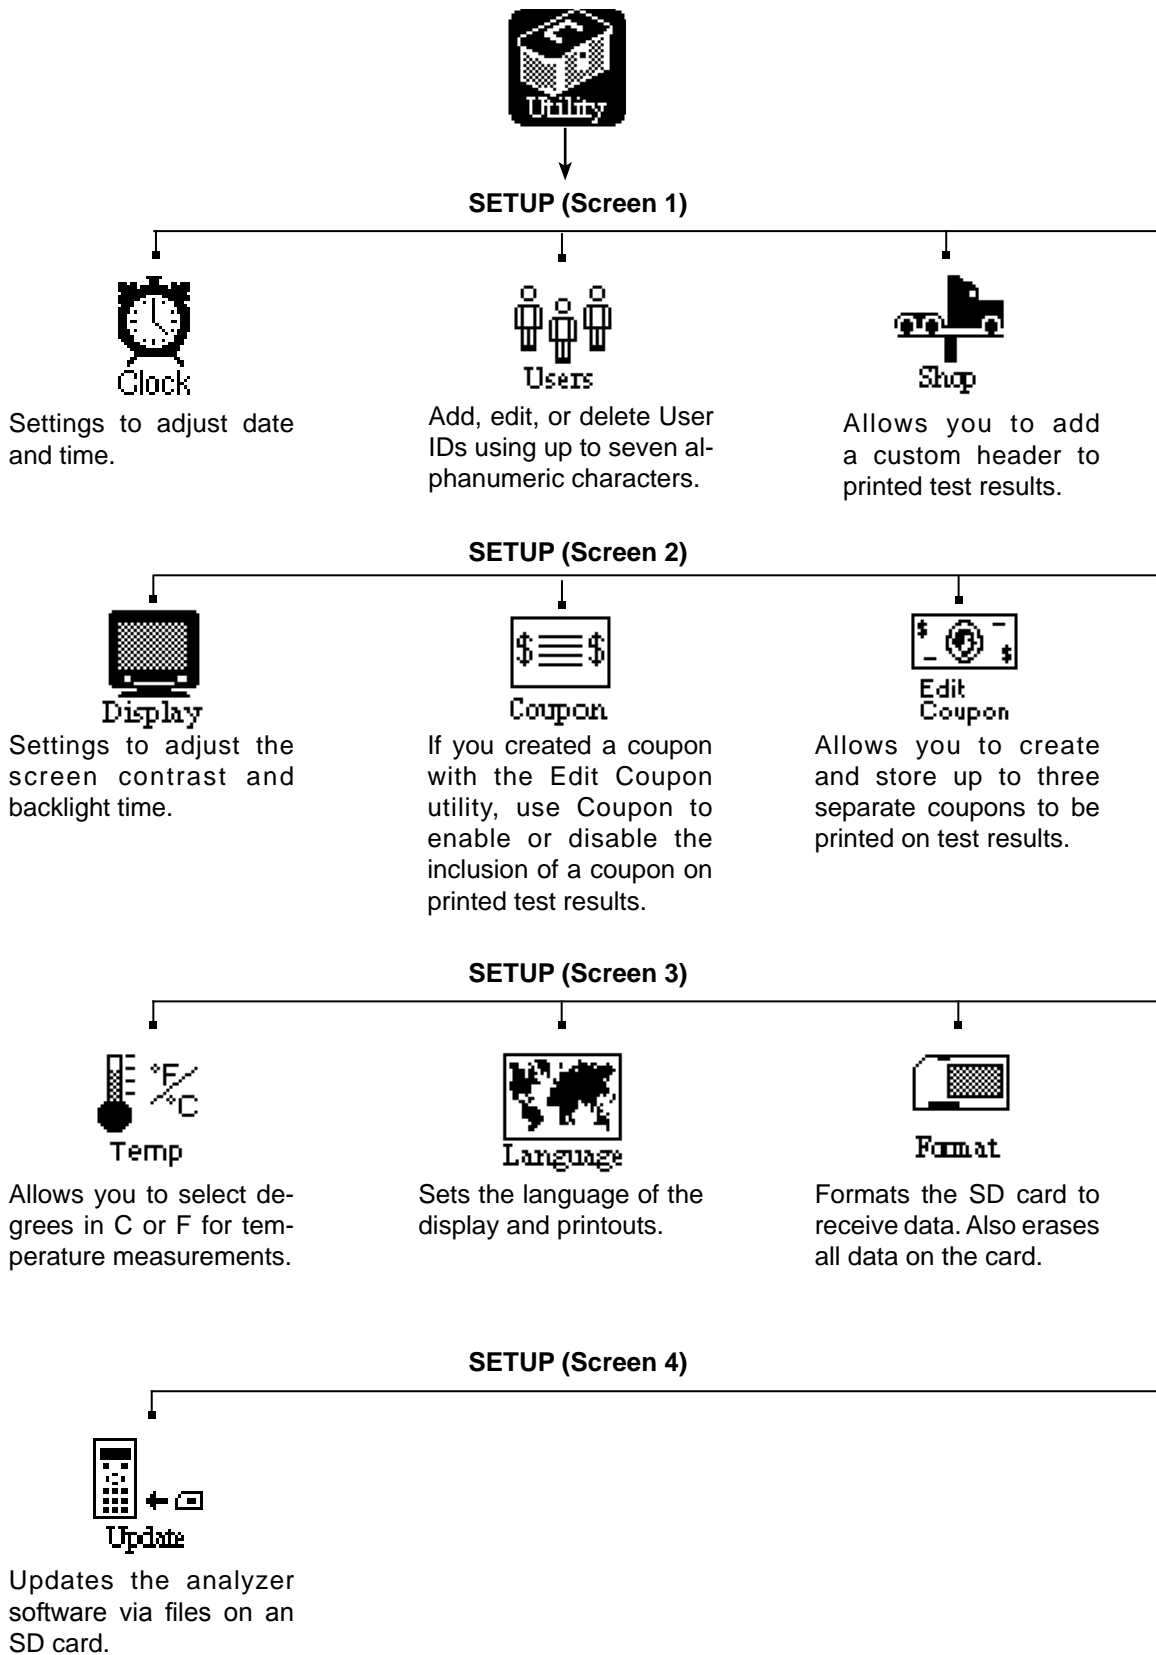 Utility
SETUP (Screen 1)
Clock
Settings to adjust date
and time.
Users
Add, edit, or delete User
IDs using up to seven al-
phanumeric characters.
Shop
Allows you to add
a custom header to
printed test results.
SETUP (Screen 2)
Display
Settings to adjust the
screen contrast and
backlight time.
$ $
Coupon
If you created a coupon
with the Edit Coupon
utility, use Coupon to
enable or disable the
inclusion of a coupon on
printed test results.
$ $
Edit
Coupon
Allows you to create
and store up to three
separate coupons to be
printed on test results.
SETUP (Screen 3)
°F/°C
Temp
Allows you to select de-
grees in C or F for tem-
perature measurements.
Language
Sets the language of the
display and printouts.
Format
Formats the SD card to
receive data. Also erases
all data on the card.
SETUP (Screen 4)
Update
Updates the analyzer
software via files on an
SD card.